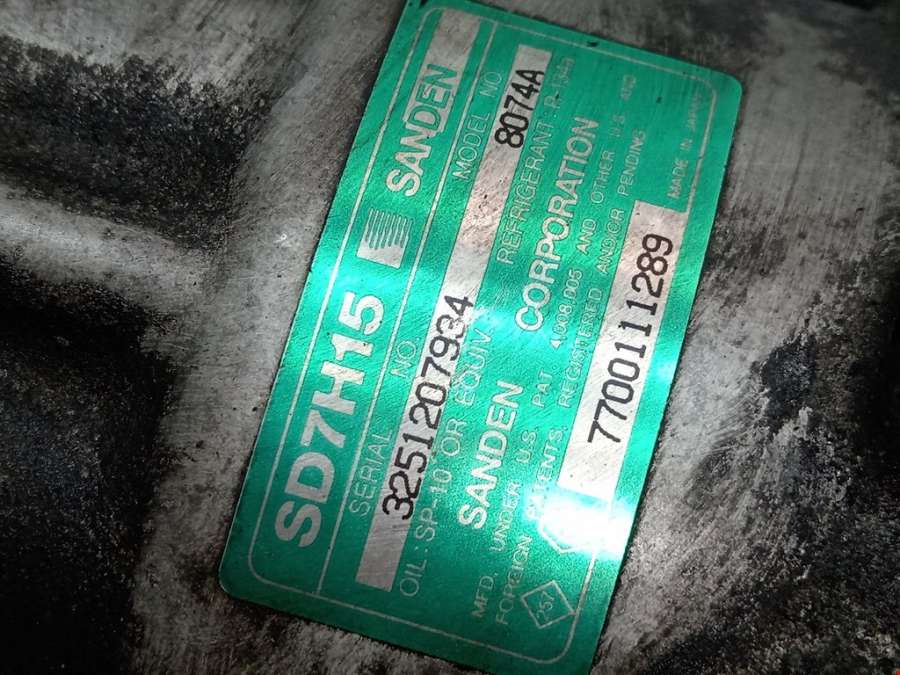 SD7H15 SANDEN
SERIAL NO. MODEL NO
3251207934 8074A
OIL: SP-10 OR EQUIV REFRIGERANT: R-134a
SANDEN CORPORATION
MFD. UNDER U.S. PAT 4,008,005 AND OTHER U.S. AND
FOREIGN PATENTS REGISTERED AND/OR PENDING
7700111289 MADE IN JAPAN